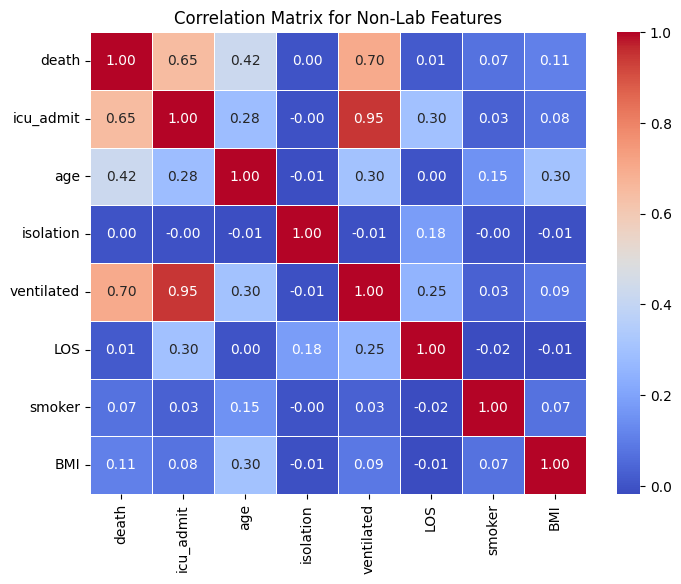 Correlation Matrix for Non-Lab Features
death 1.00 0.65 0.42 0.00 0.70 0.01 0.07 0.11
icu_admit 0.65 1.00 0.28 -0.00 0.95 0.30 0.03 0.08
age 0.42 0.28 1.00 -0.01 0.30 0.00 0.15 0.30
isolation 0.00 -0.00 -0.01 1.00 -0.01 0.18 -0.00 -0.01
ventilated 0.70 0.95 0.30 -0.01 1.00 0.25 0.03 0.09
LOS 0.01 0.30 0.00 0.18 0.25 1.00 -0.02 -0.01
smoker 0.07 0.03 0.15 -0.00 0.03 -0.02 1.00 0.07
BMI 0.11 0.08 0.30 -0.01 0.09 -0.01 0.07 1.00
death icu_admit age isolation ventilated LOS smoker BMI
1.0
0.8
0.6
0.4
0.2
0.0